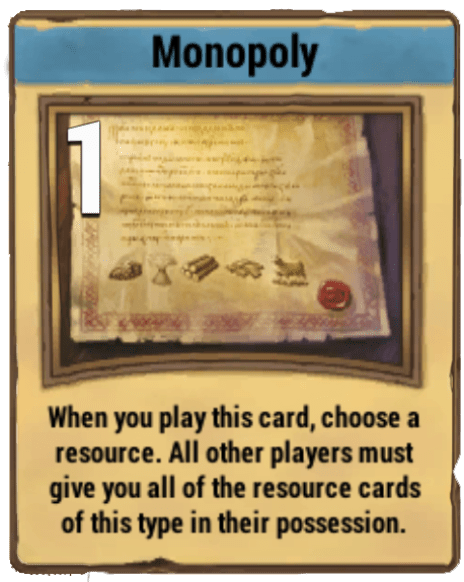 Monopoly
1
When you play this card, choose a
resource. All other players must
give you all of the resource cards
of this type in their possession.